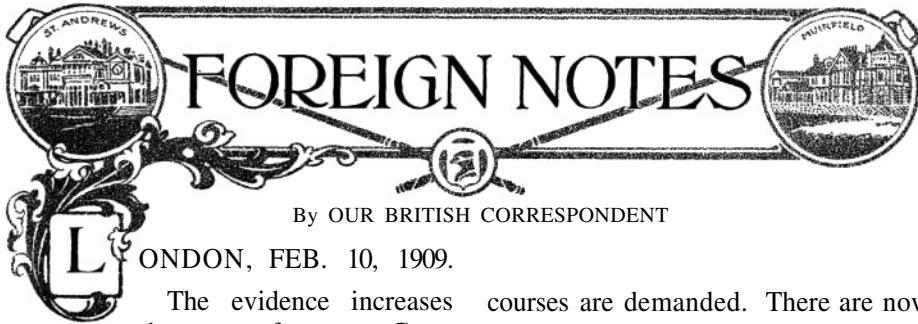 ST. ANDREWS
MUIRFIELD
FOREIGN NOTES
By OUR BRITISH CORRESPONDENT
LONDON, FEB. 10, 1909.
The evidence increases
courses are demanded. There are now